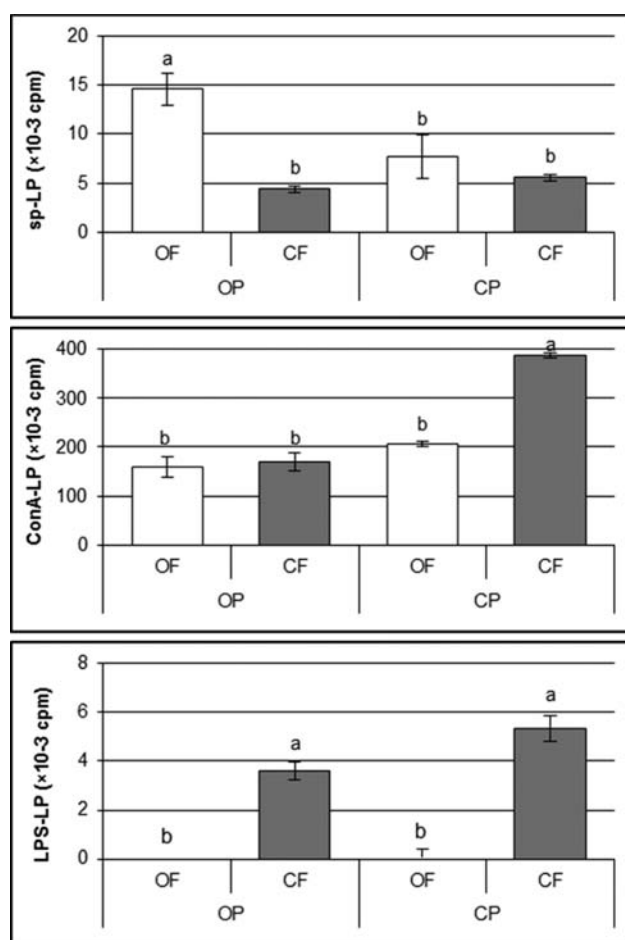 sp-LP (×10-3 cpm)
20
15
10
5
0
a
b
b
b
OF CF OF CF
OP CP
ConA-LP (×10-3 cpm)
400
300
200
100
0
b
b
b
a
OF CF OF CF
OP CP
LPS-LP (×10-3 cpm)
8
6
4
2
0
b
a
b
a
OF CF OF CF
OP CP